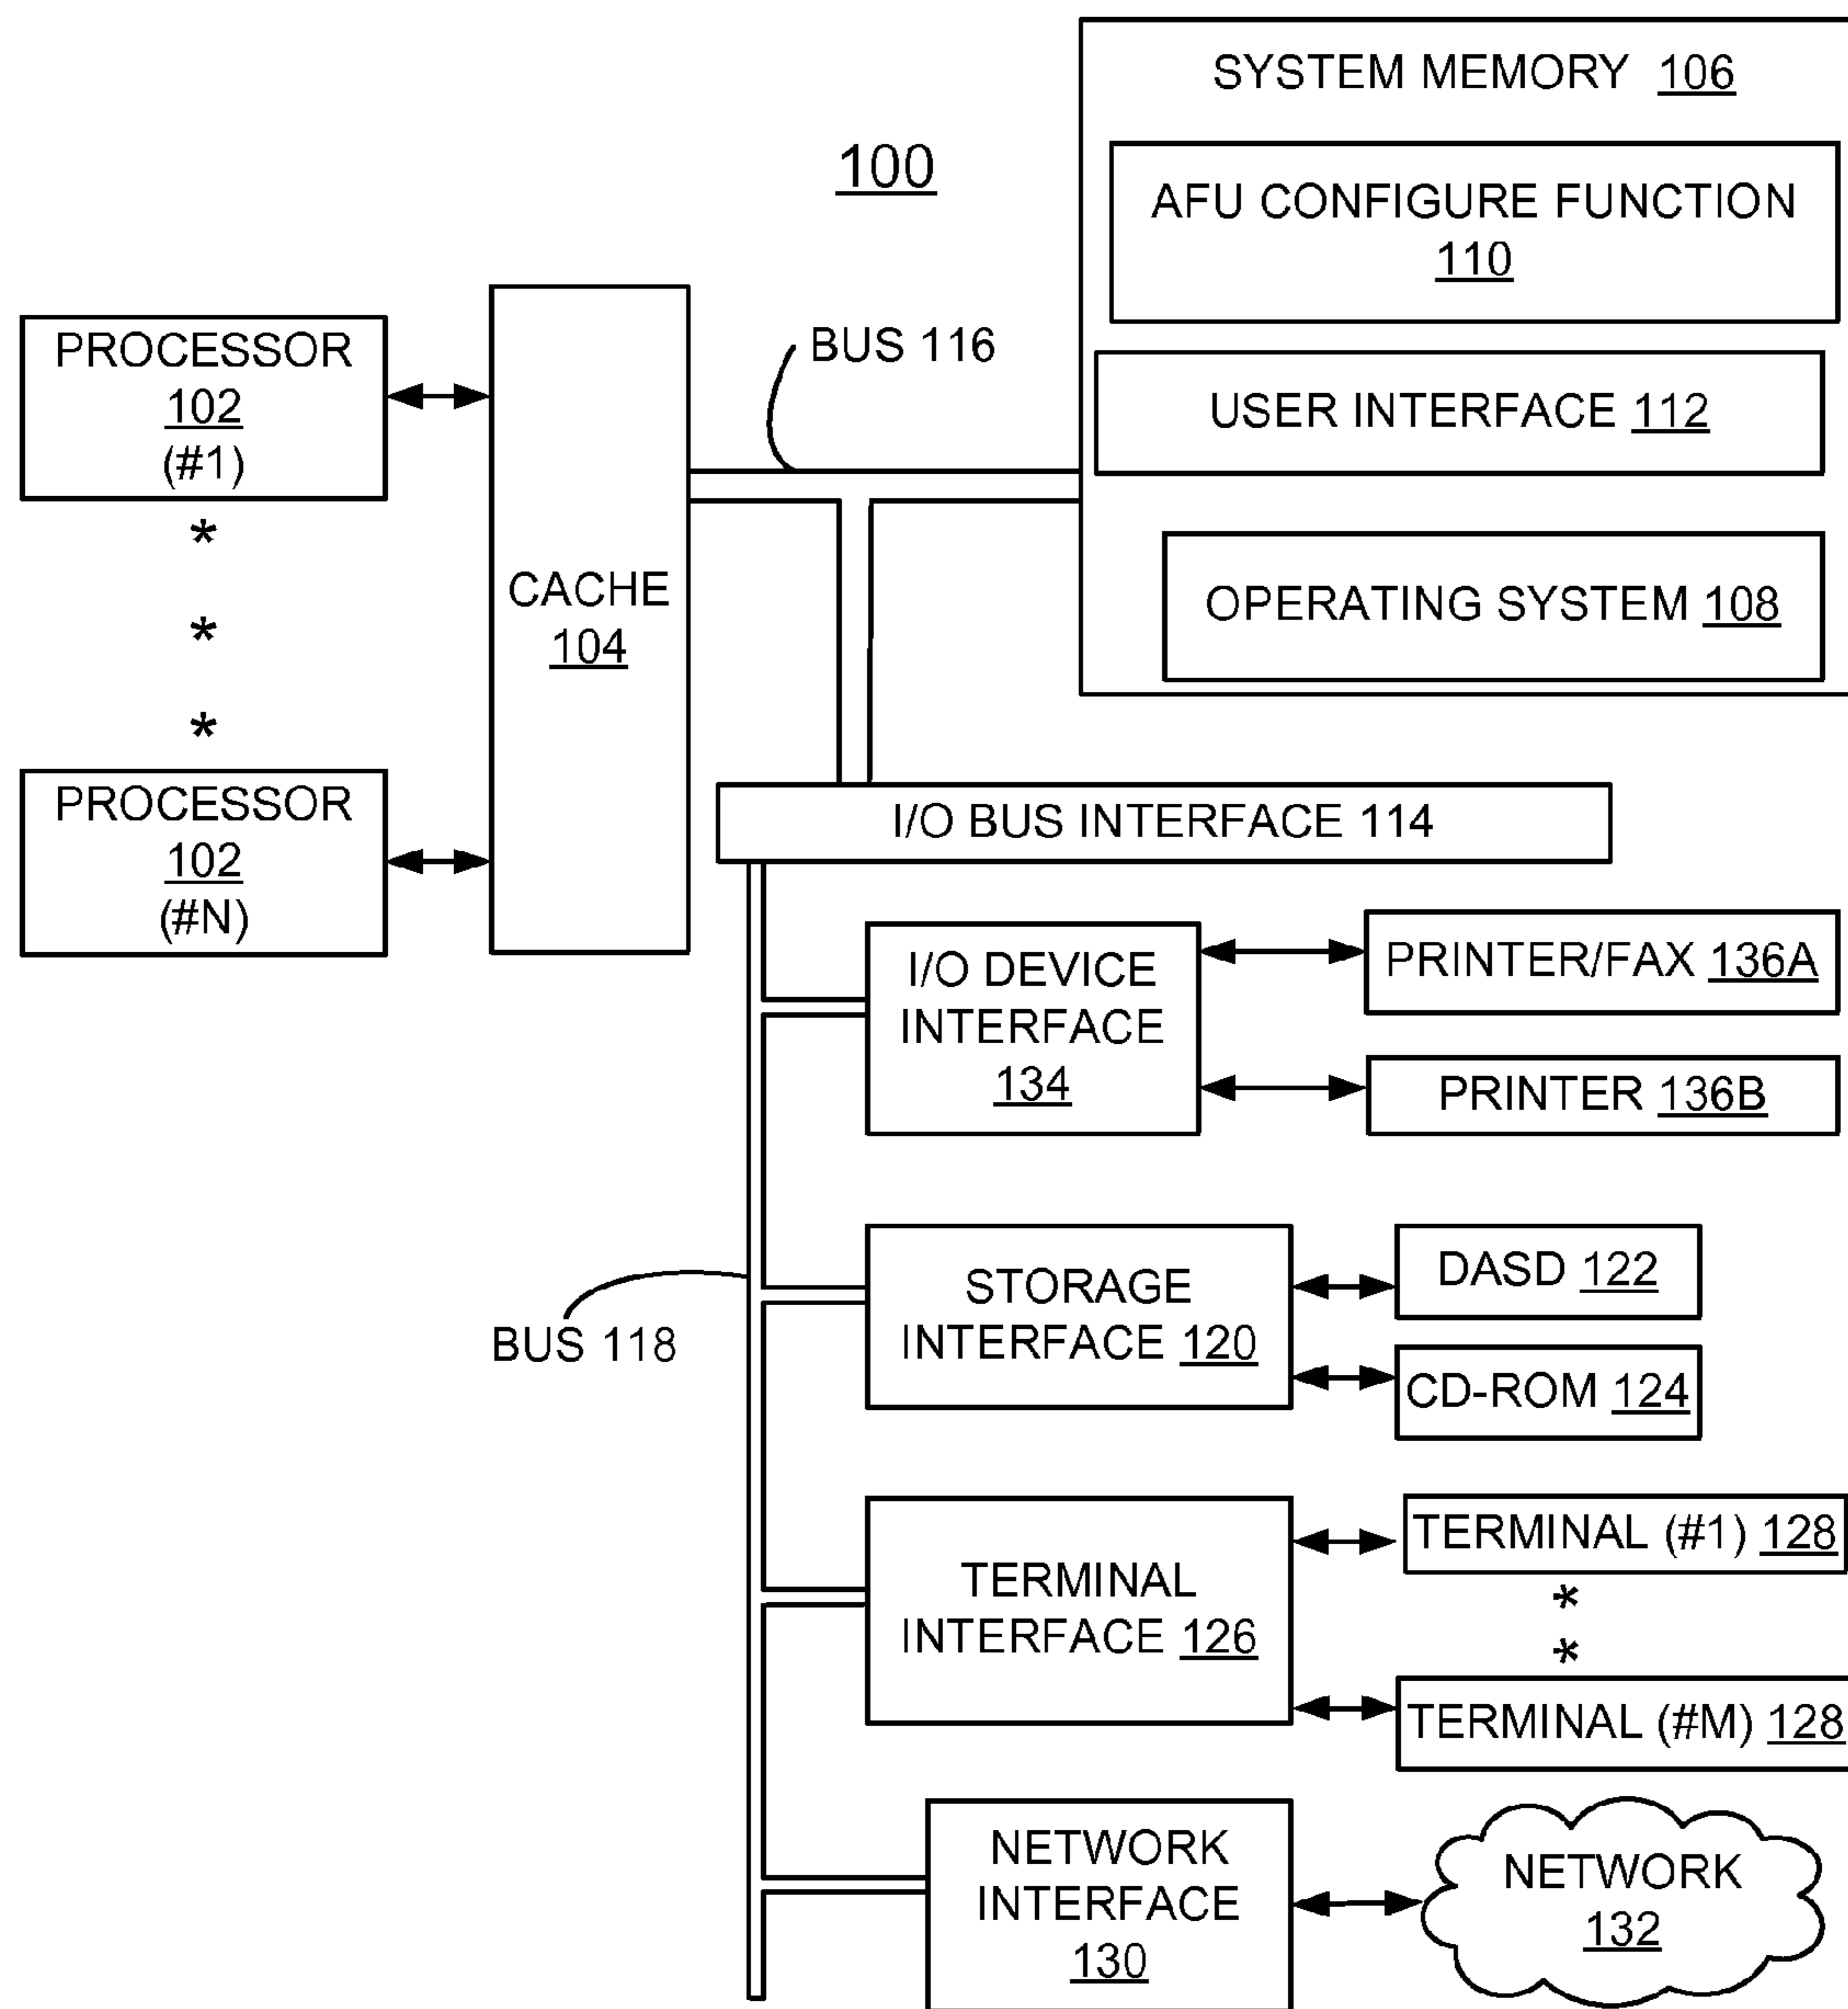 SYSTEM MEMORY 106
100
AFU CONFIGURE FUNCTION
110
USER INTERFACE 112
OPERATING SYSTEM 108
PROCESSOR
102
(#1)
*
*
*
PROCESSOR
102
(#N)
CACHE
104
BUS 116
I/O BUS INTERFACE 114
I/O DEVICE
INTERFACE
134
PRINTER/FAX 136A
PRINTER 136B
BUS 118
STORAGE
INTERFACE 120
DASD 122
CD-ROM 124
TERMINAL
INTERFACE 126
TERMINAL (#1) 128
*
*
TERMINAL (#M) 128
NETWORK
INTERFACE
130
NETWORK
132